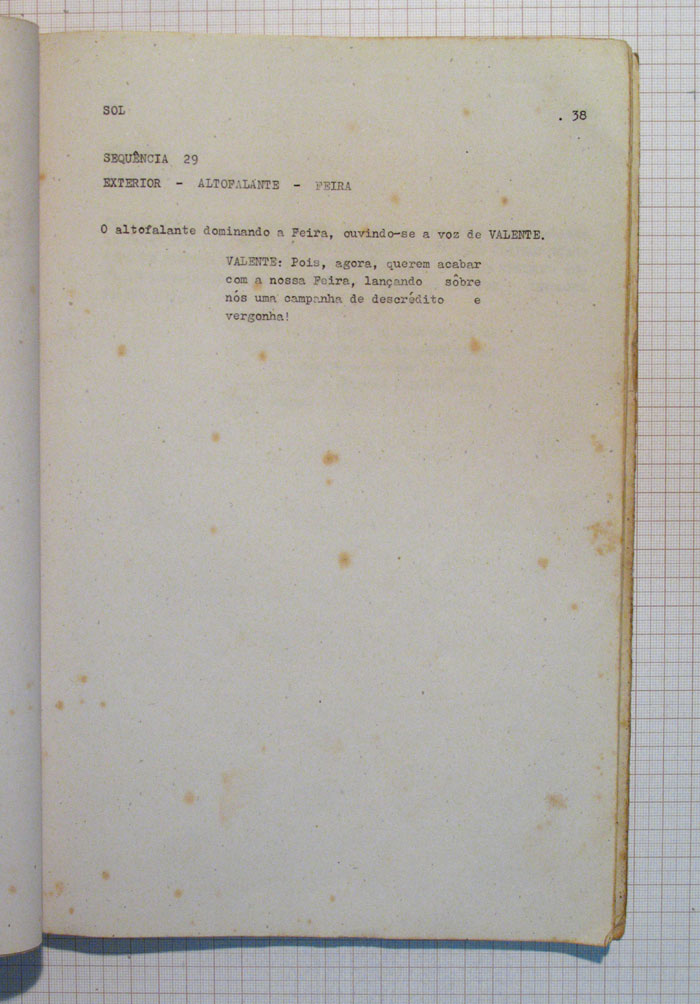 SOL
. 38
SEQUÊNCIA 29
EXTERIOR - ALTOFALANTE - FEIRA
O altofalante dominando a Feira, ouvindo-se a voz de VALENTE.
VALENTE: Pois, agora, querem acabar
com a nossa Feira, lançando sôbre
nós uma campanha de descrédito e
vergonha!